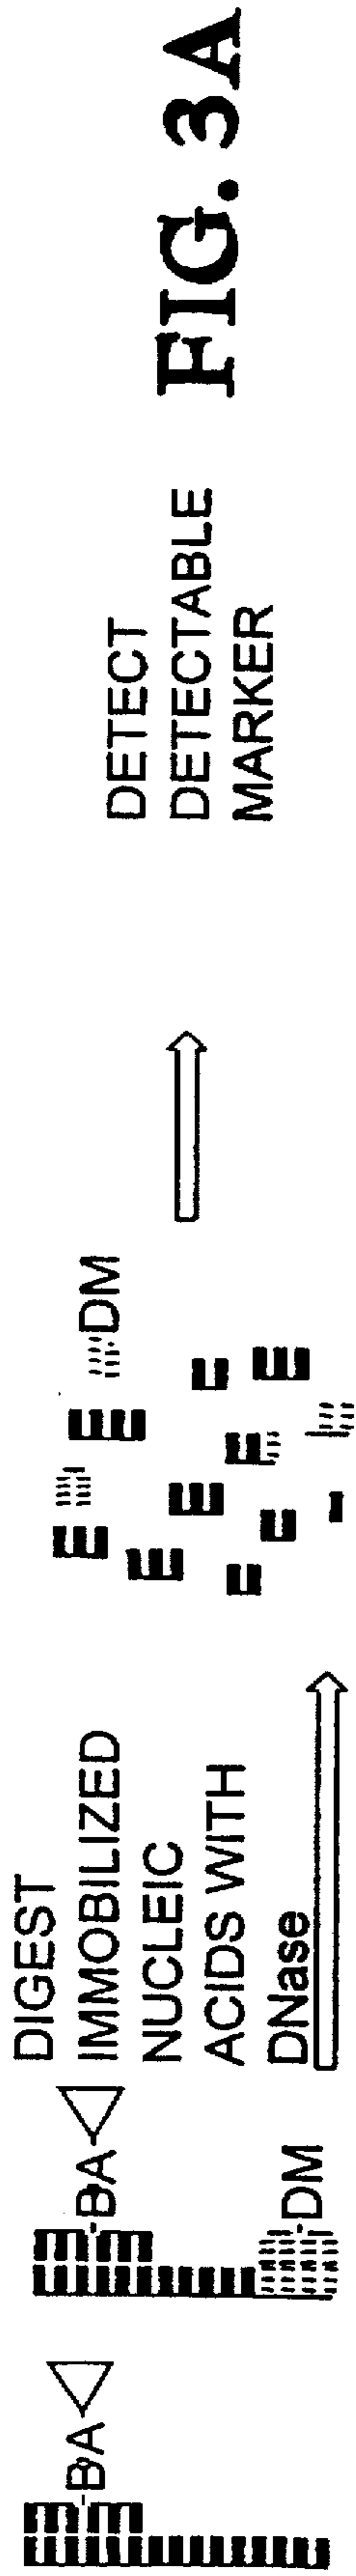 -BA
-BA
-DM
DIGEST
IMMOBILIZED
NUCLEIC
ACIDS WITH
DNase
DM
DETECT
DETECTABLE
MARKER
FIG. 3A